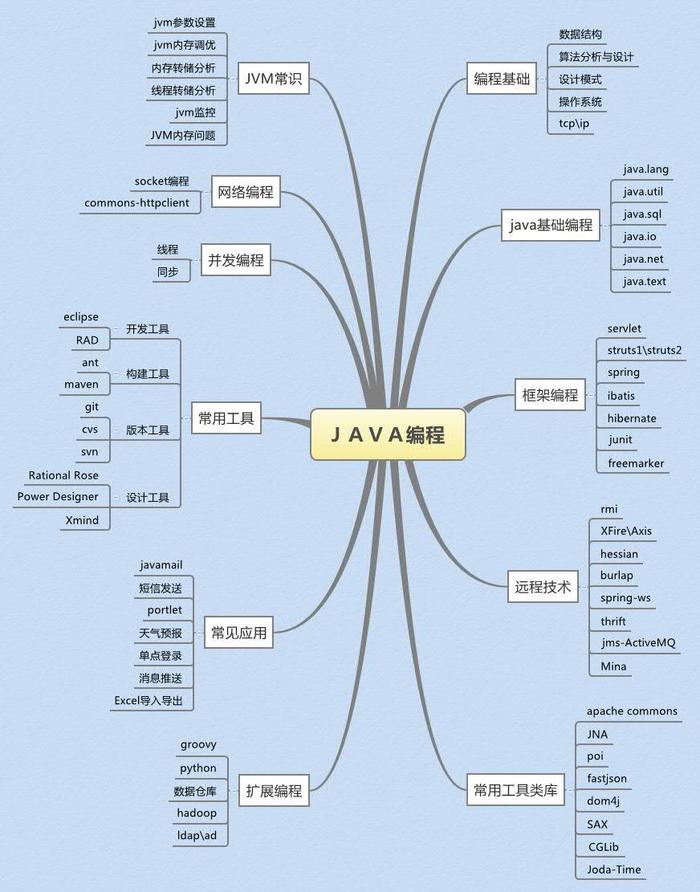 JAVA编程
编程基础
数据结构
算法分析与设计
设计模式
操作系统
tcp\ip
java基础编程
java.lang
java.util
java.sql
java.io
java.net
java.text
框架编程
servlet
struts1\struts2
spring
ibatis
hibernate
junit
freemarker
远程技术
rmi
XFire\Axis
hessian
burlap
spring-ws
thrift
jms-ActiveMQ
Mina
常用工具类库
apache commons
JNA
poi
fastjson
dom4j
SAX
CGLib
Joda-Time
JVM常识
jvm参数设置
jvm内存调优
内存转储分析
线程转储分析
jvm监控
JVM内存问题
网络编程
socket编程
commons-httpclient
并发编程
线程
同步
常用工具
开发工具
eclipse
RAD
构建工具
ant
maven
版本工具
git
cvs
svn
设计工具
Rational Rose
Power Designer
Xmind
常见应用
javamail
短信发送
portlet
天气预报
单点登录
消息推送
Excel导入导出
扩展编程
groovy
python
数据仓库
hadoop
ldap\ad